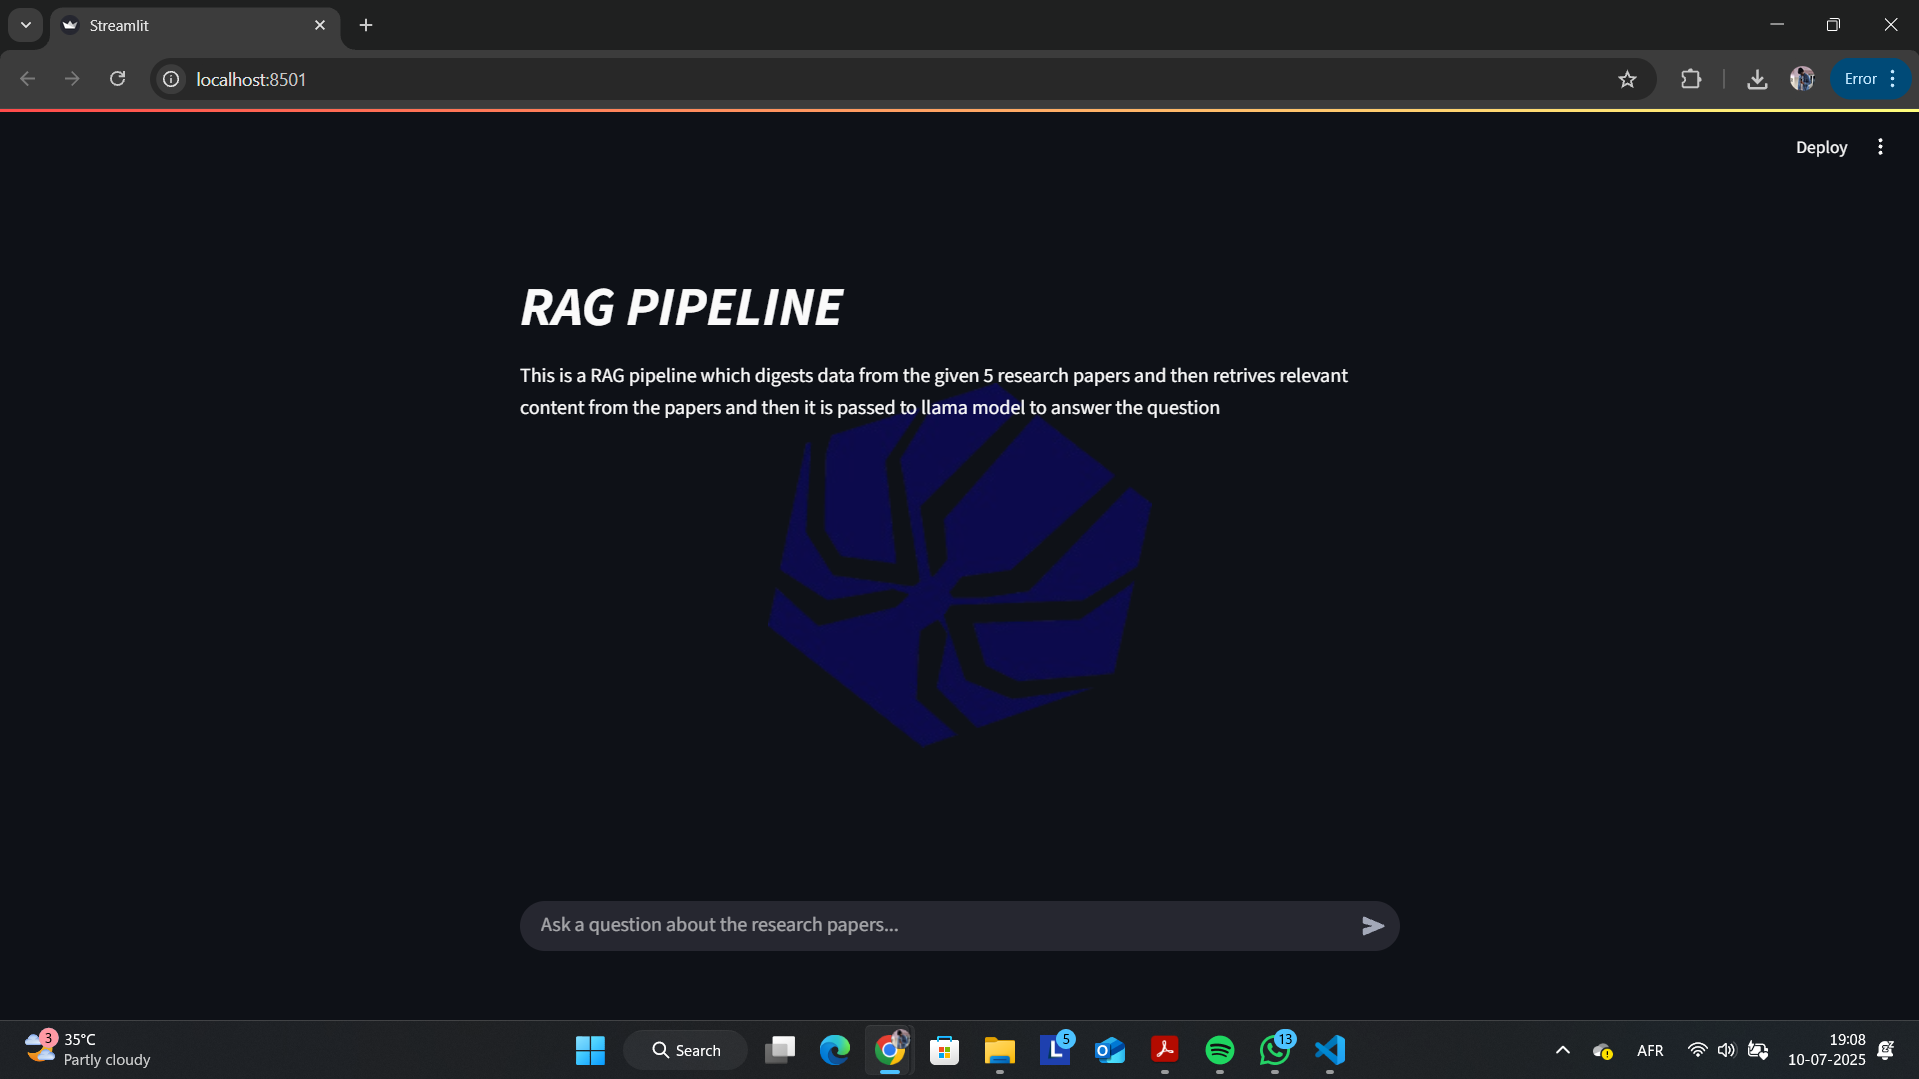 Streamlit
localhost:8501
Error
Deploy
RAG PIPELINE
This is a RAG pipeline which digests data from the given 5 research papers and then retrives relevant
content from the papers and then it is passed to llama model to answer the question
Ask a question about the research papers...
3
35°C
Partly cloudy
Search
L
5
13
AFR
19:08
10-07-2025